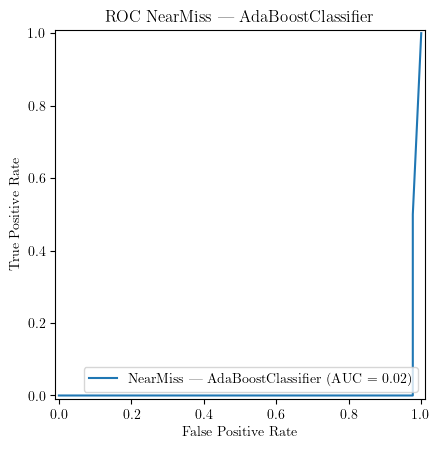 ROC NearMiss — AdaBoostClassifier
1.0
0.8
0.6
0.4
0.2
0.0
True Positive Rate
NearMiss — AdaBoostClassifier (AUC = 0.02)
0.0 0.2 0.4 0.6 0.8 1.0
False Positive Rate